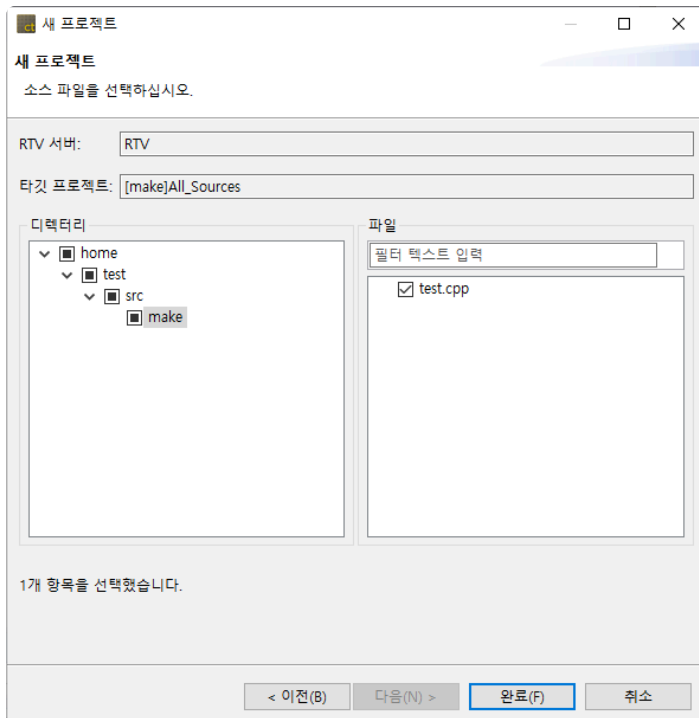 ct 새 프로젝트
새 프로젝트
소스 파일을 선택하십시오.
RTV 서버: RTV
타깃 프로젝트: [make]All_Sources
디렉터리
home
test
src
make
파일
필터 텍스트 입력
test.cpp
1개 항목을 선택했습니다.
< 이전(B) 다음(N) > 완료(F) 취소